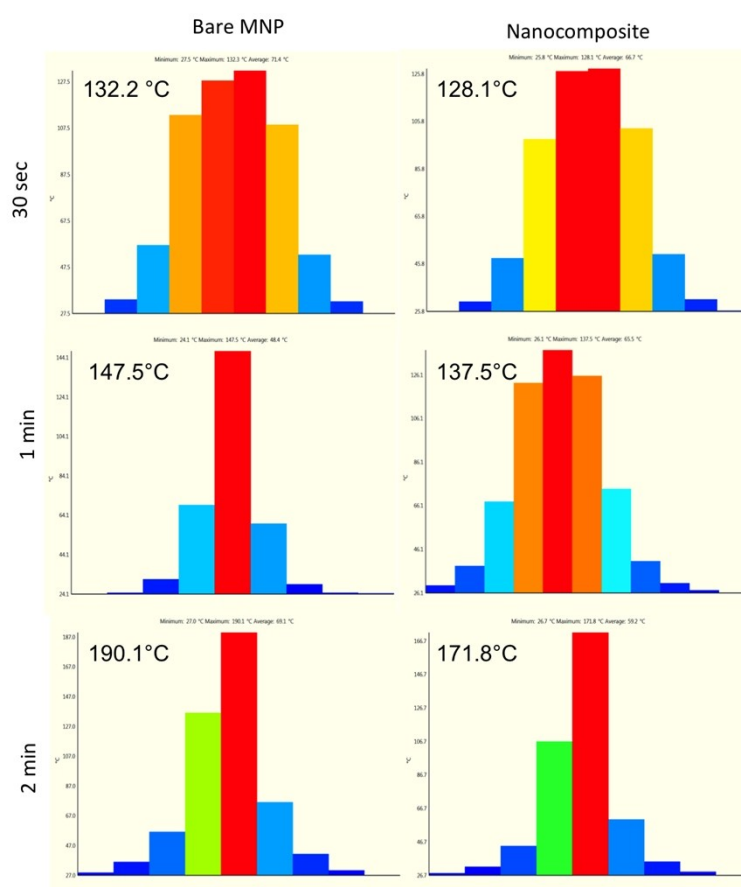 Bare MNP
Nanocomposite
30 sec
Minimum: 27.5 °C Maximum: 132.3 °C Average: 71.4 °C
132.2 °C
127.5
107.5
87.5
67.5
47.5
27.5
°C
Minimum: 25.8 °C Maximum: 128.1 °C Average: 66.7 °C
128.1°C
125.8
105.8
85.8
65.8
45.8
25.8
°C
1 min
Minimum: 24.1 °C Maximum: 147.5 °C Average: 48.4 °C
147.5°C
144.1
124.1
104.1
84.1
64.1
44.1
24.1
°C
Minimum: 26.1 °C Maximum: 137.5 °C Average: 65.5 °C
137.5°C
126.1
106.1
86.1
66.1
46.1
26.1
°C
2 min
Minimum: 27.0 °C Maximum: 190.1 °C Average: 69.1 °C
190.1°C
187.0
167.0
147.0
127.0
107.0
87.0
67.0
47.0
27.0
°C
Minimum: 26.7 °C Maximum: 171.8 °C Average: 59.2 °C
171.8°C
166.7
146.7
126.7
106.7
86.7
66.7
46.7
26.7
°C